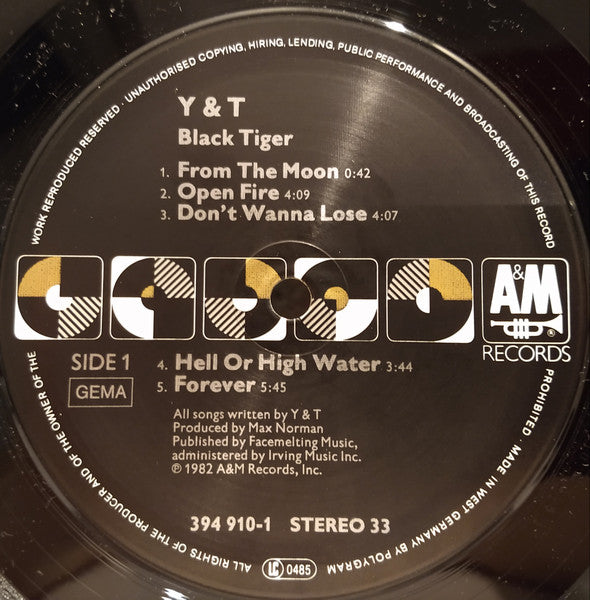 WORK REPRODUCED RESERVED · UNAUTHORISED COPYING, HIRING, LENDING, PUBLIC PERFORMANCE AND BROADCASTING OF THIS RECORD
Y & T
Black Tiger
1. From The Moon 0:42
2. Open Fire 4:09
3. Don't Wanna Lose 4:07
A&M
RECORDS
SIDE 1
GEMA
4. Hell Or High Water 3:44
5. Forever 5:45
All songs written by Y & T
Produced by Max Norman
Published by Facemelting Music,
administered by Irving Music Inc.
℗ 1982 A&M Records, Inc.
394 910-1 STEREO 33
LC 0485
PROHIBITED · MADE IN WEST GERMANY BY POLYGRAM
ALL RIGHTS OF THE PRODUCER AND OF THE OWNER OF THE